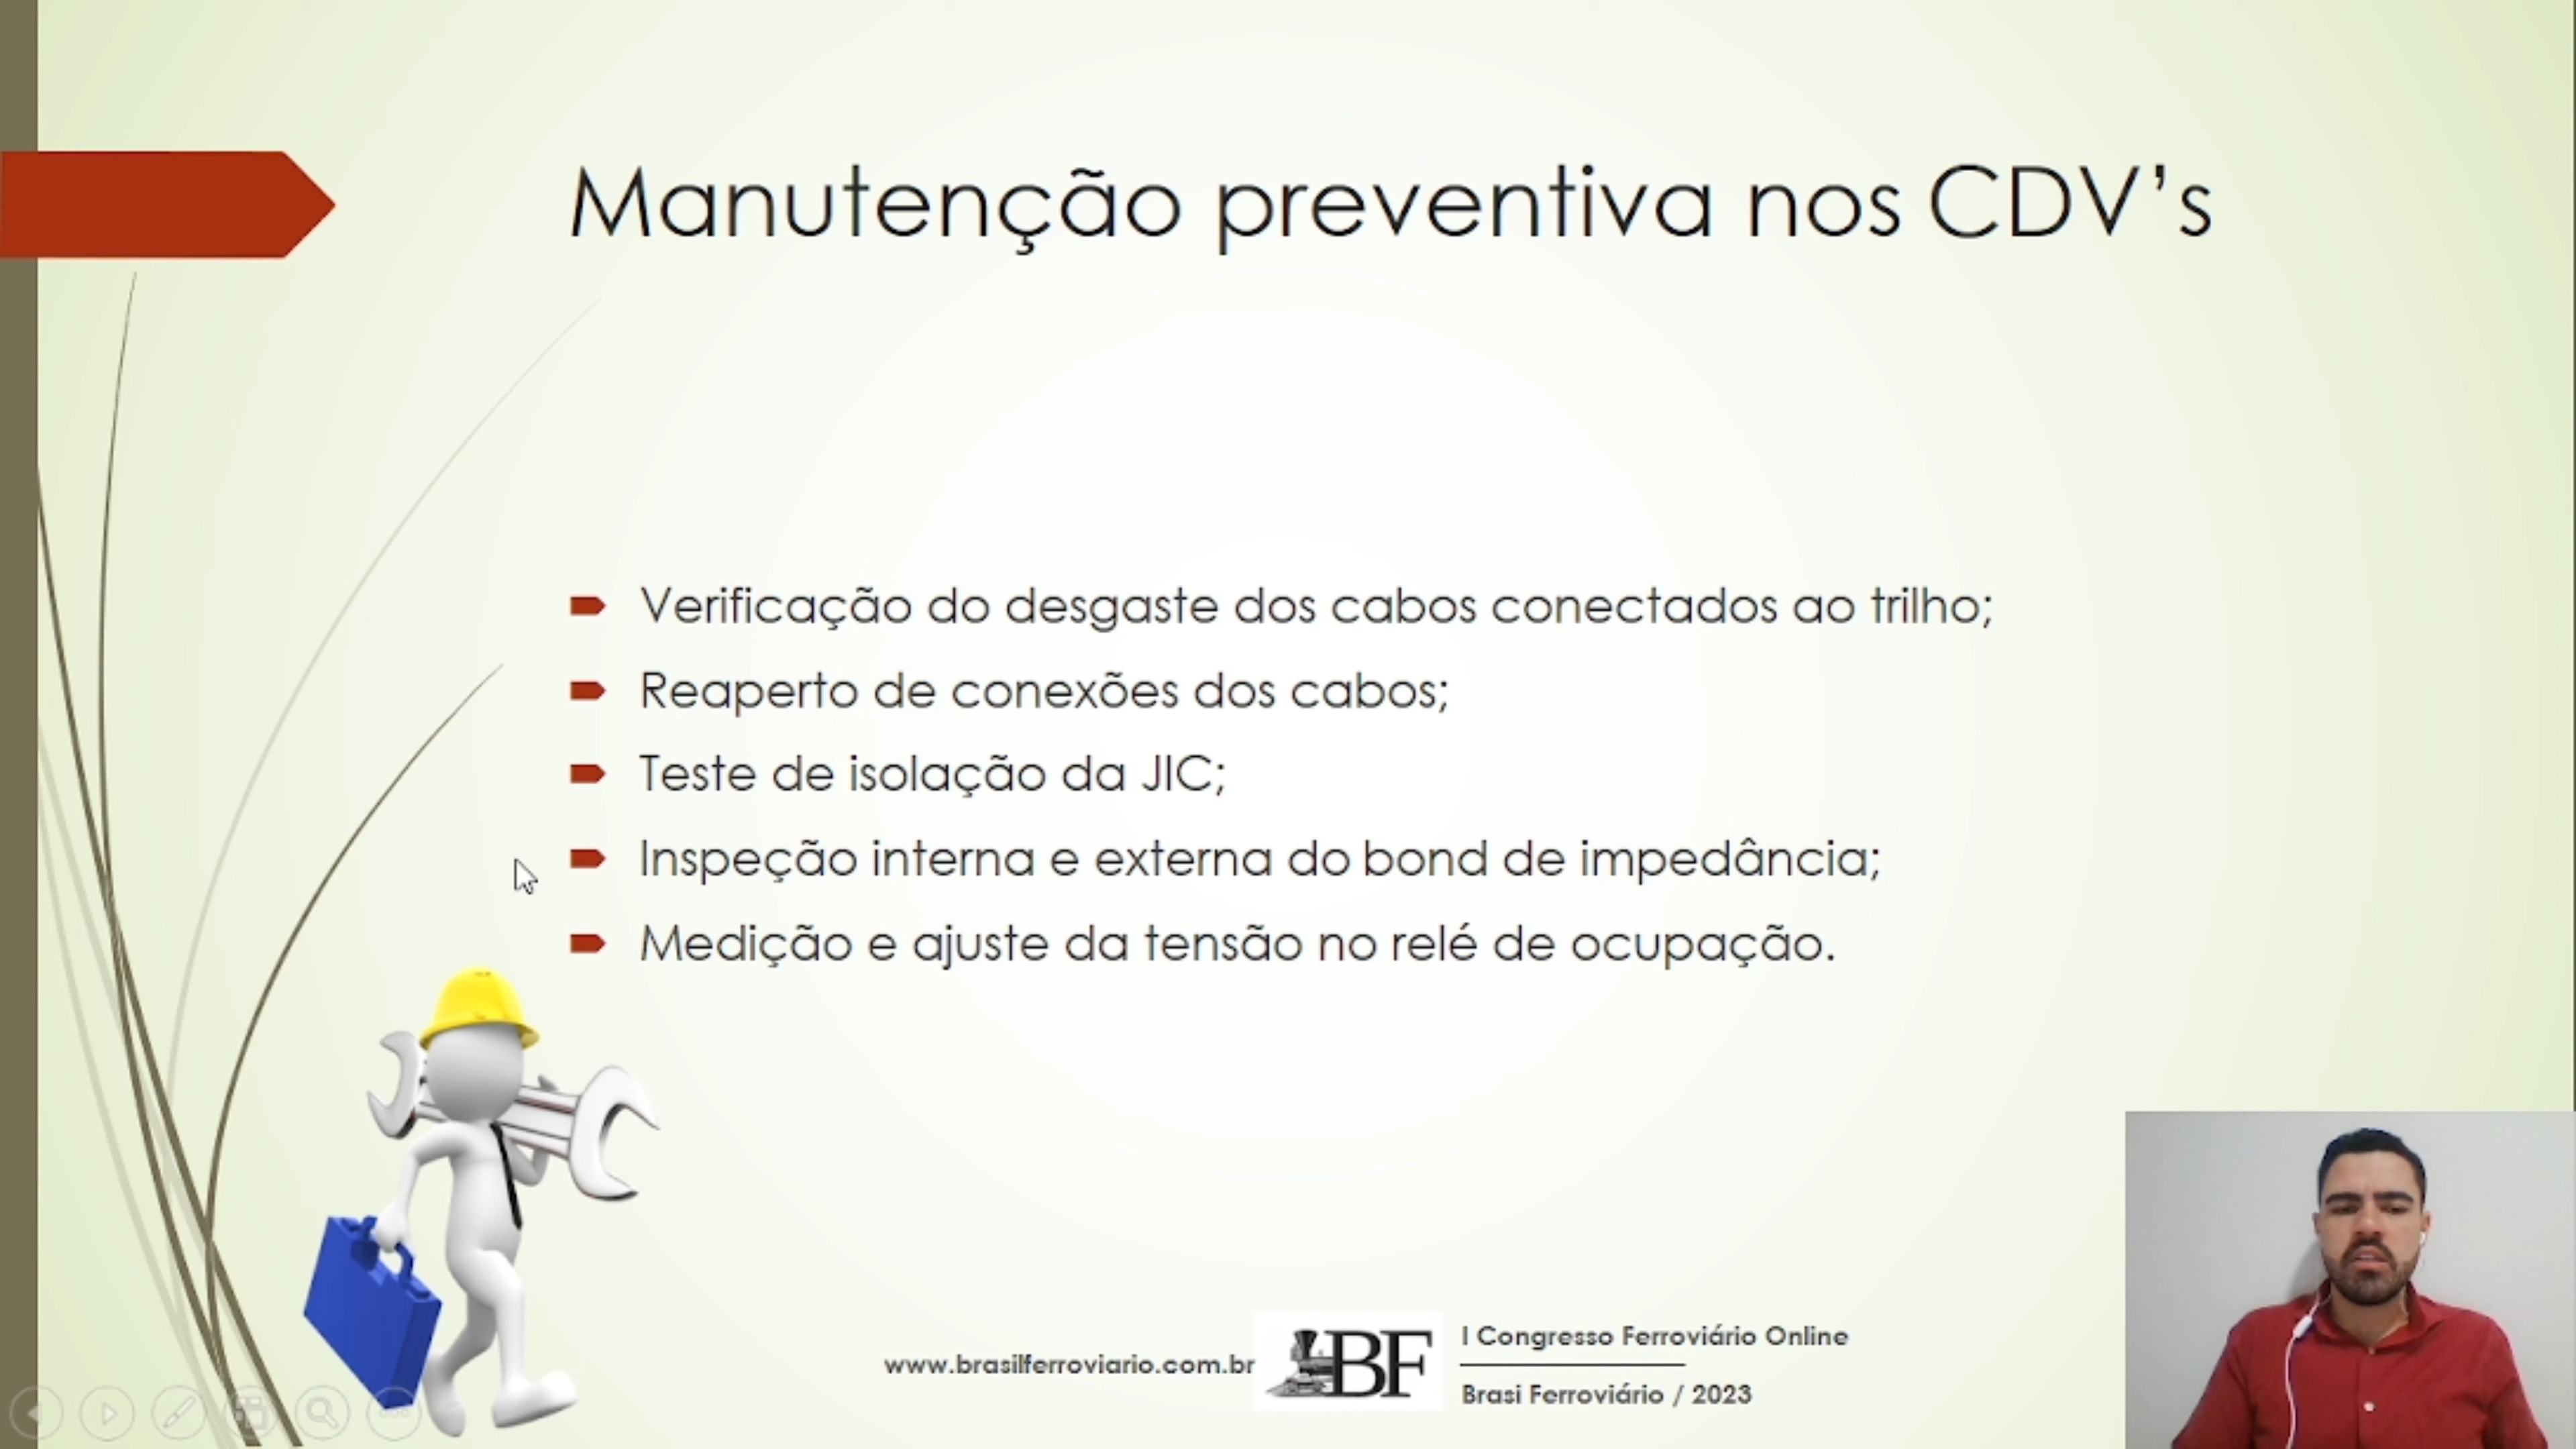 Manutenção preventiva nos CDV's
Verificação do desgaste dos cabos conectados ao trilho;
Reaperto de conexões dos cabos;
Teste de isolação da JIC;
Inspeção interna e externa do bond de impedância;
Medição e ajuste da tensão no relé de ocupação.
www.brasilferroviario.com.br
BF
I Congresso Ferroviário Online
Brasi Ferroviário / 2023